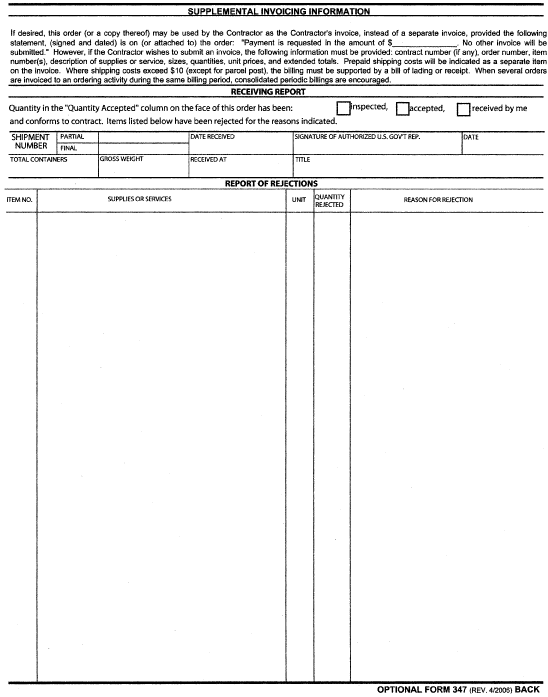 SUPPLEMENTAL INVOICING INFORMATION
If desired, this order (or a copy thereof) may be used by the Contractor as the Contractor's invoice, instead of a separate invoice, provided the following
statement, (signed and dated) is on (or attached to) the order: "Payment is requested in the amount of $____________. No other invoice will be
submitted." However, if the Contractor wishes to submit an invoice, the following information must be provided: contract number (if any), order number, item
number(s), description of supplies or service, sizes, quantities, unit prices, and extended totals. Prepaid shipping costs will be indicated as a separate item
on the invoice. Where shipping costs exceed $10 (except for parcel post), the billing must be supported by a bill of lading or receipt. When several orders
are invoiced to an ordering activity during the same billing period, consolidated periodic billings are encouraged.
RECEIVING REPORT
Quantity in the "Quantity Accepted" column on the face of this order has been: inspected, accepted, received by me
and conforms to contract. Items listed below have been rejected for the reasons indicated.
SHIPMENT NUMBER PARTIAL DATE RECEIVED SIGNATURE OF AUTHORIZED U.S. GOV'T REP. DATE
FINAL
TOTAL CONTAINERS GROSS WEIGHT RECEIVED AT TITLE
REPORT OF REJECTIONS
ITEM NO. SUPPLIES OR SERVICES UNIT QUANTITY REJECTED REASON FOR REJECTION
OPTIONAL FORM 347 (REV. 4/2006) BACK